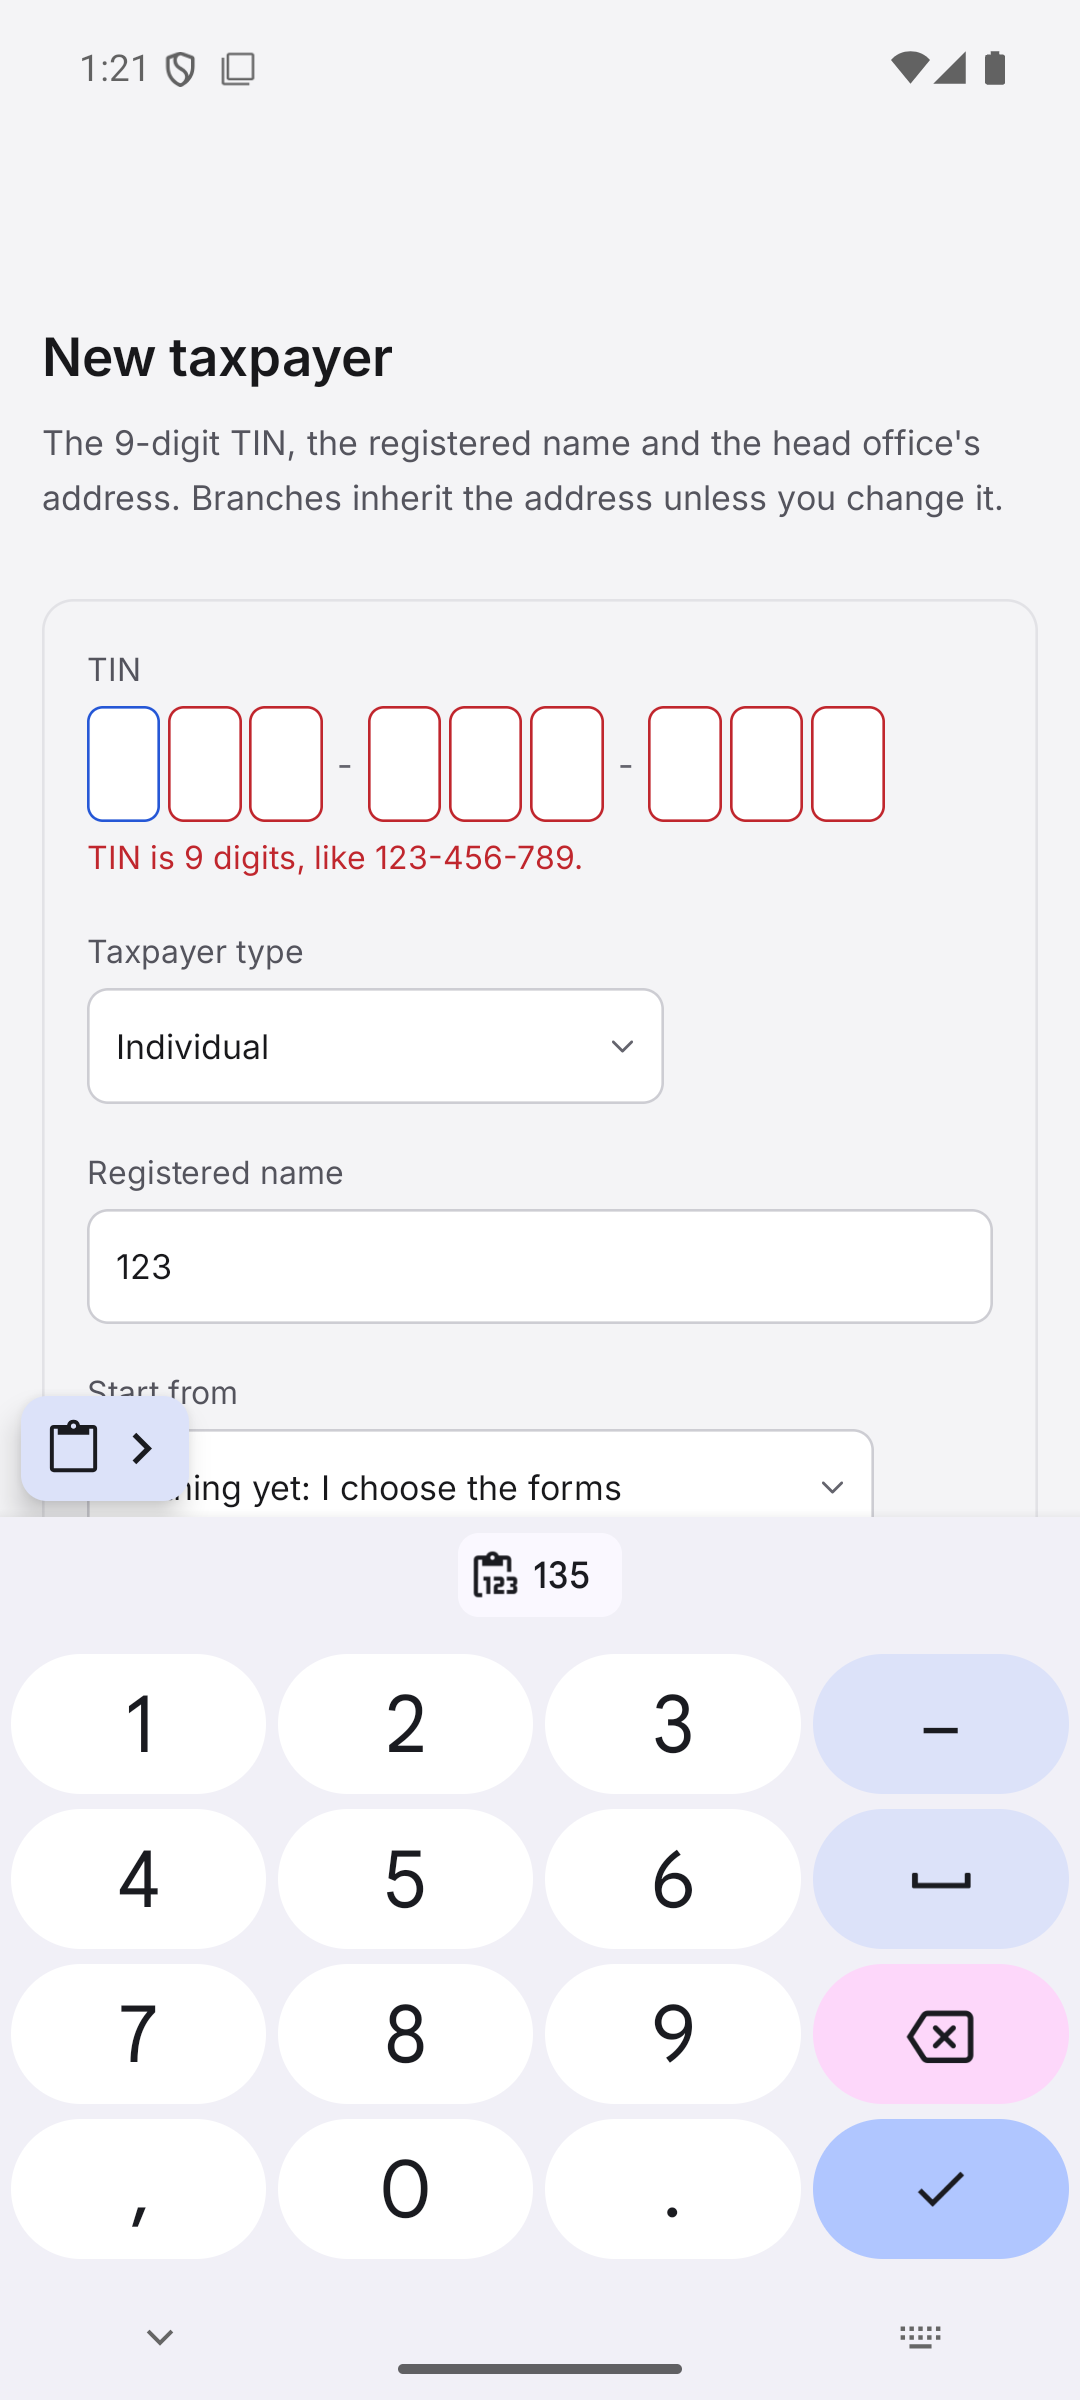 1:21
New taxpayer
The 9-digit TIN, the registered name and the head office's
address. Branches inherit the address unless you change it.
TIN
- -
TIN is 9 digits, like 123-456-789.
Taxpayer type
Individual
Registered name
123
Start from
yet: I choose the forms
123 135
1 2 3 –
4 5 6
7 8 9
, 0 .